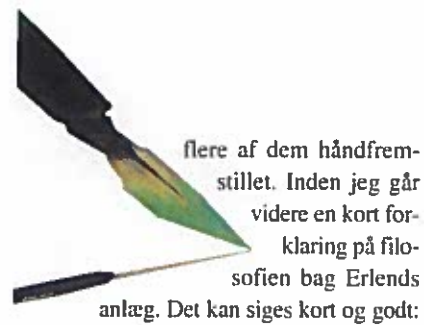 flere af dem håndfrem-
stillet. Inden jeg går
videre en kort for-
klaring på filo-
sofien bag Erlends
anlæg. Det kan siges kort og godt: